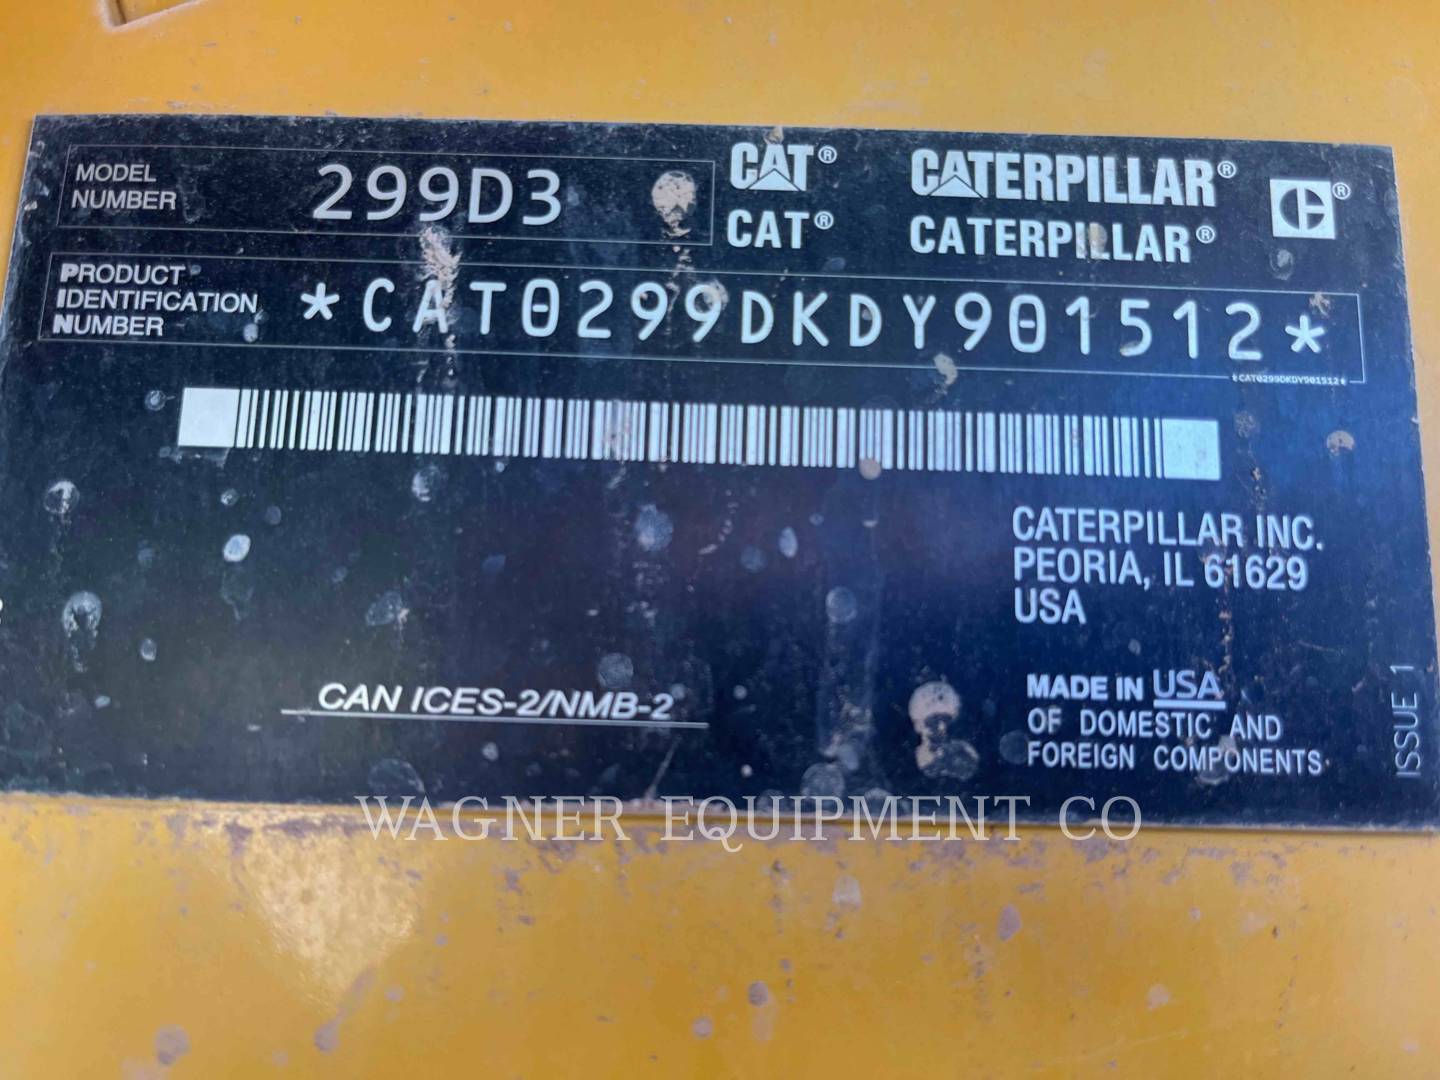 MODEL NUMBER 299D3
CAT® CATERPILLAR® ®
CAT® CATERPILLAR®
PRODUCT IDENTIFICATION NUMBER *CAT0299DKDY901512*
*CAT0299DKDY901512*
CATERPILLAR INC.
PEORIA, IL 61629
USA
CAN ICES-2/NMB-2
MADE IN USA
OF DOMESTIC AND
FOREIGN COMPONENTS
ISSUE 1
WAGNER EQUIPMENT CO